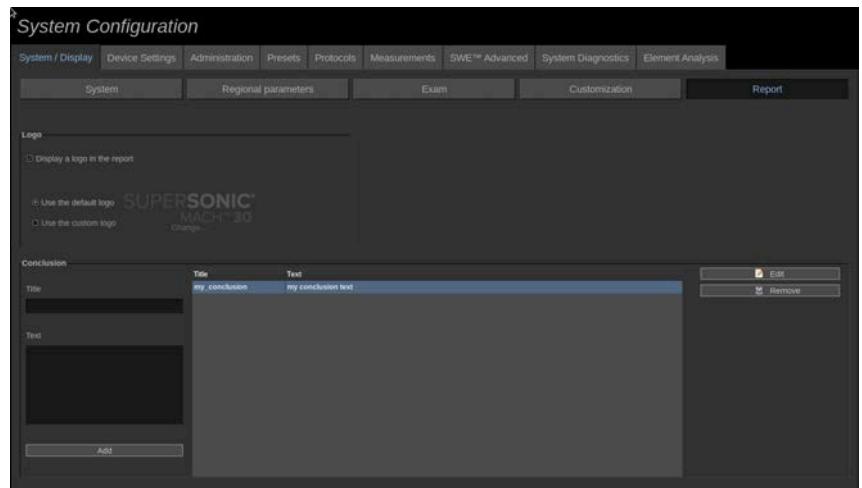 System Configuration
System / Display Device Settings Administration Presets Protocols Measurements SWE™ Advanced System Diagnostics Element Analysis
System Regional parameters Exam Customization Report
Logo
Display a logo in the report
Use the default logo
SUPERSONIC
MACH™ 30
Use the custom logo
Change...
Conclusion
Title
Text
Add
Title Text
my_conclusion my conclusion text
Edit
Remove